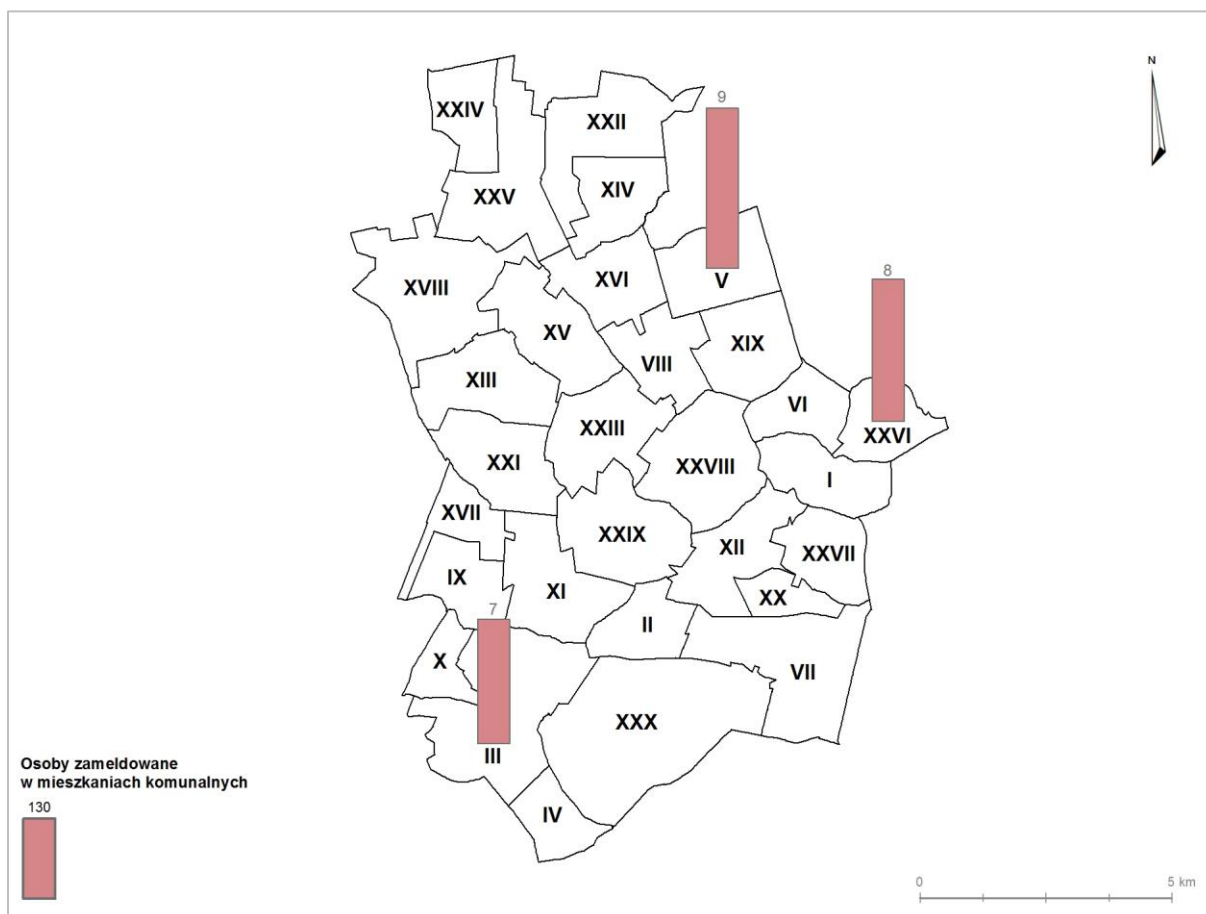 N
XXIV
XXII
9
XIV
XXV
XVI
V
8
XVIII
XV
XIX
VIII
XIII
VI
XXIII
XXVI
XXI
XXVIII
I
XVII
XXIX
XII
XXVII
IX
XI
XX
7
II
X
VII
XXX
III
IV
Osoby zameldowane
w mieszkaniach komunalnych
130
0
5 km